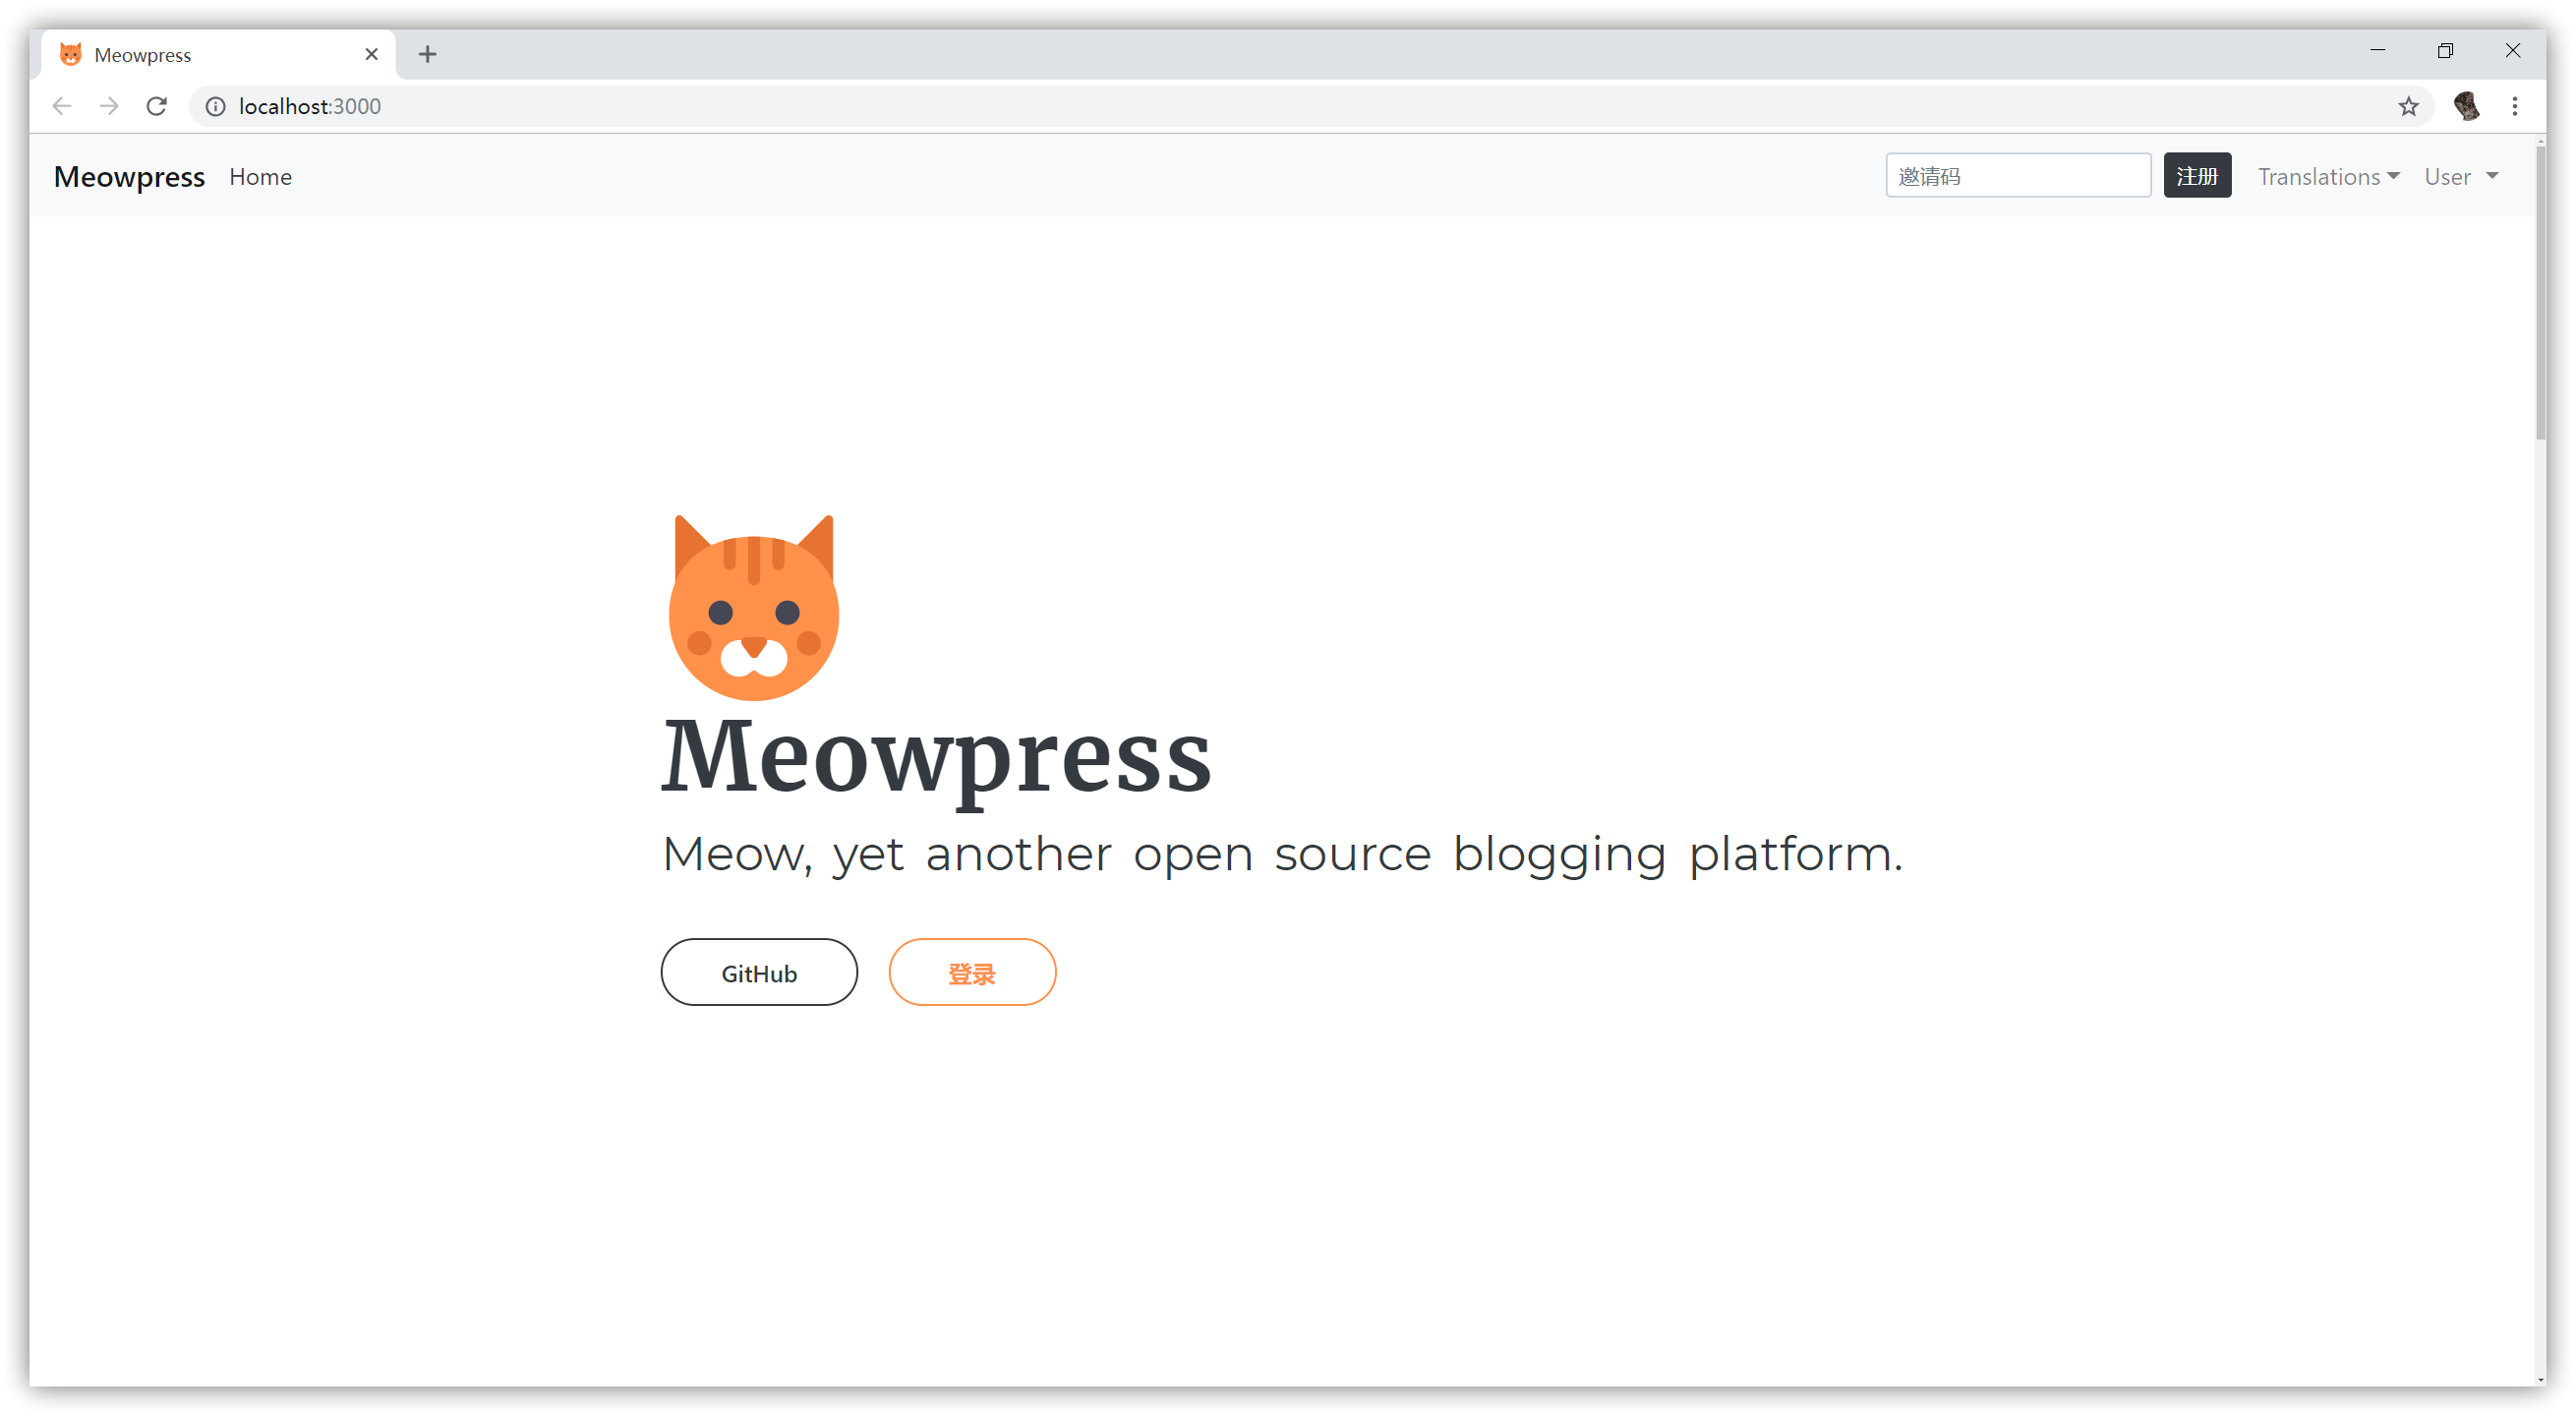 Meowpress
localhost:3000
Meowpress Home 邀请码 注册 Translations User
Meowpress
Meow, yet another open source blogging platform.
GitHub 登录